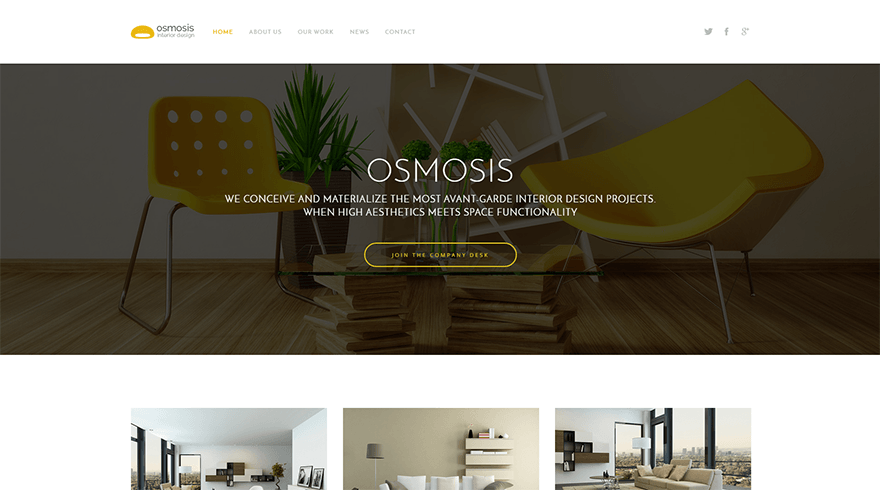 osmosis
interior design
HOME ABOUT US OUR WORK NEWS CONTACT
OSMOSIS
WE CONCEIVE AND MATERIALIZE THE MOST AVANT-GARDE INTERIOR DESIGN PROJECTS.
WHEN HIGH AESTHETICS MEETS SPACE FUNCTIONALITY
JOIN THE COMPANY DESK